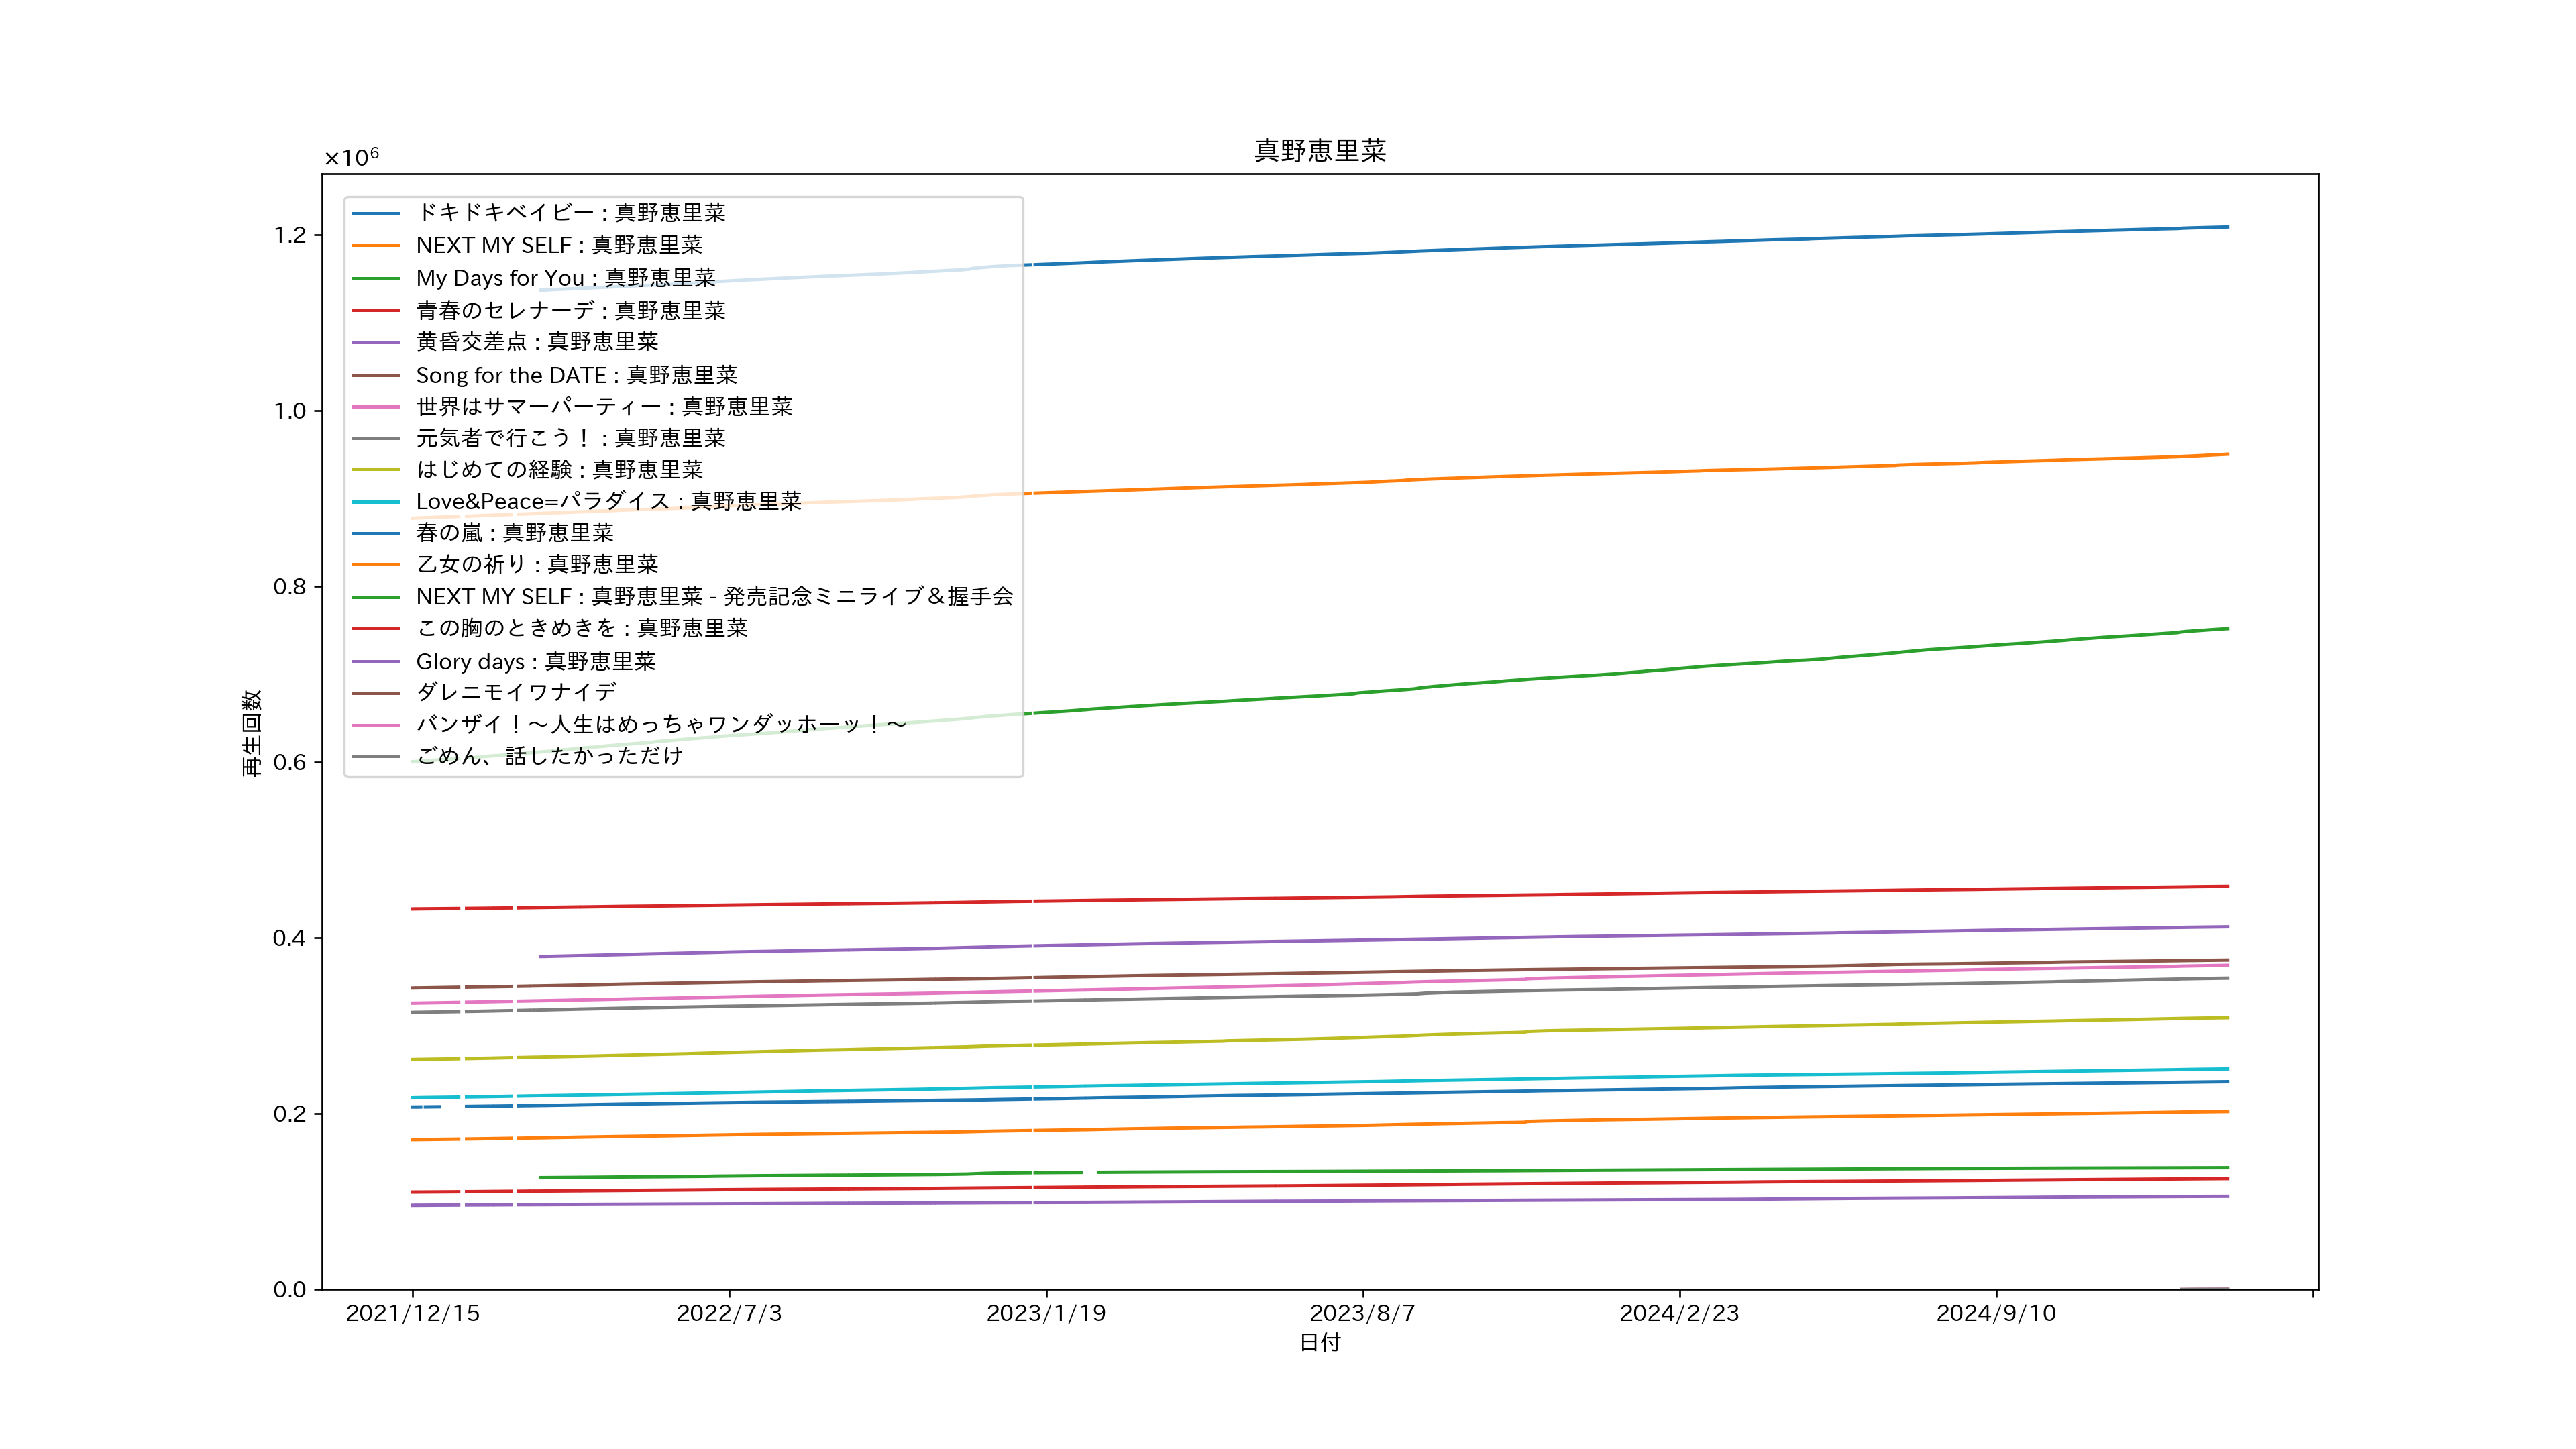 真野恵里菜
×10⁶
ドキドキベイビー : 真野恵里菜
NEXT MY SELF : 真野恵里菜
My Days for You : 真野恵里菜
青春のセレナーデ : 真野恵里菜
黄昏交差点 : 真野恵里菜
Song for the DATE : 真野恵里菜
世界はサマーパーティー : 真野恵里菜
元気者で行こう！ : 真野恵里菜
はじめての経験 : 真野恵里菜
Love&Peace=パラダイス : 真野恵里菜
春の嵐 : 真野恵里菜
乙女の祈り : 真野恵里菜
NEXT MY SELF : 真野恵里菜 - 発売記念ミニライブ＆握手会
この胸のときめきを : 真野恵里菜
Glory days : 真野恵里菜
ダレニモイワナイデ
バンザイ！～人生はめっちゃワンダッホーッ！～
ごめん、話したかっただけ
1.2
1.0
0.8
0.6
0.4
0.2
0.0
再生回数
2021/12/15
2022/7/3
2023/1/19
2023/8/7
2024/2/23
2024/9/10
日付